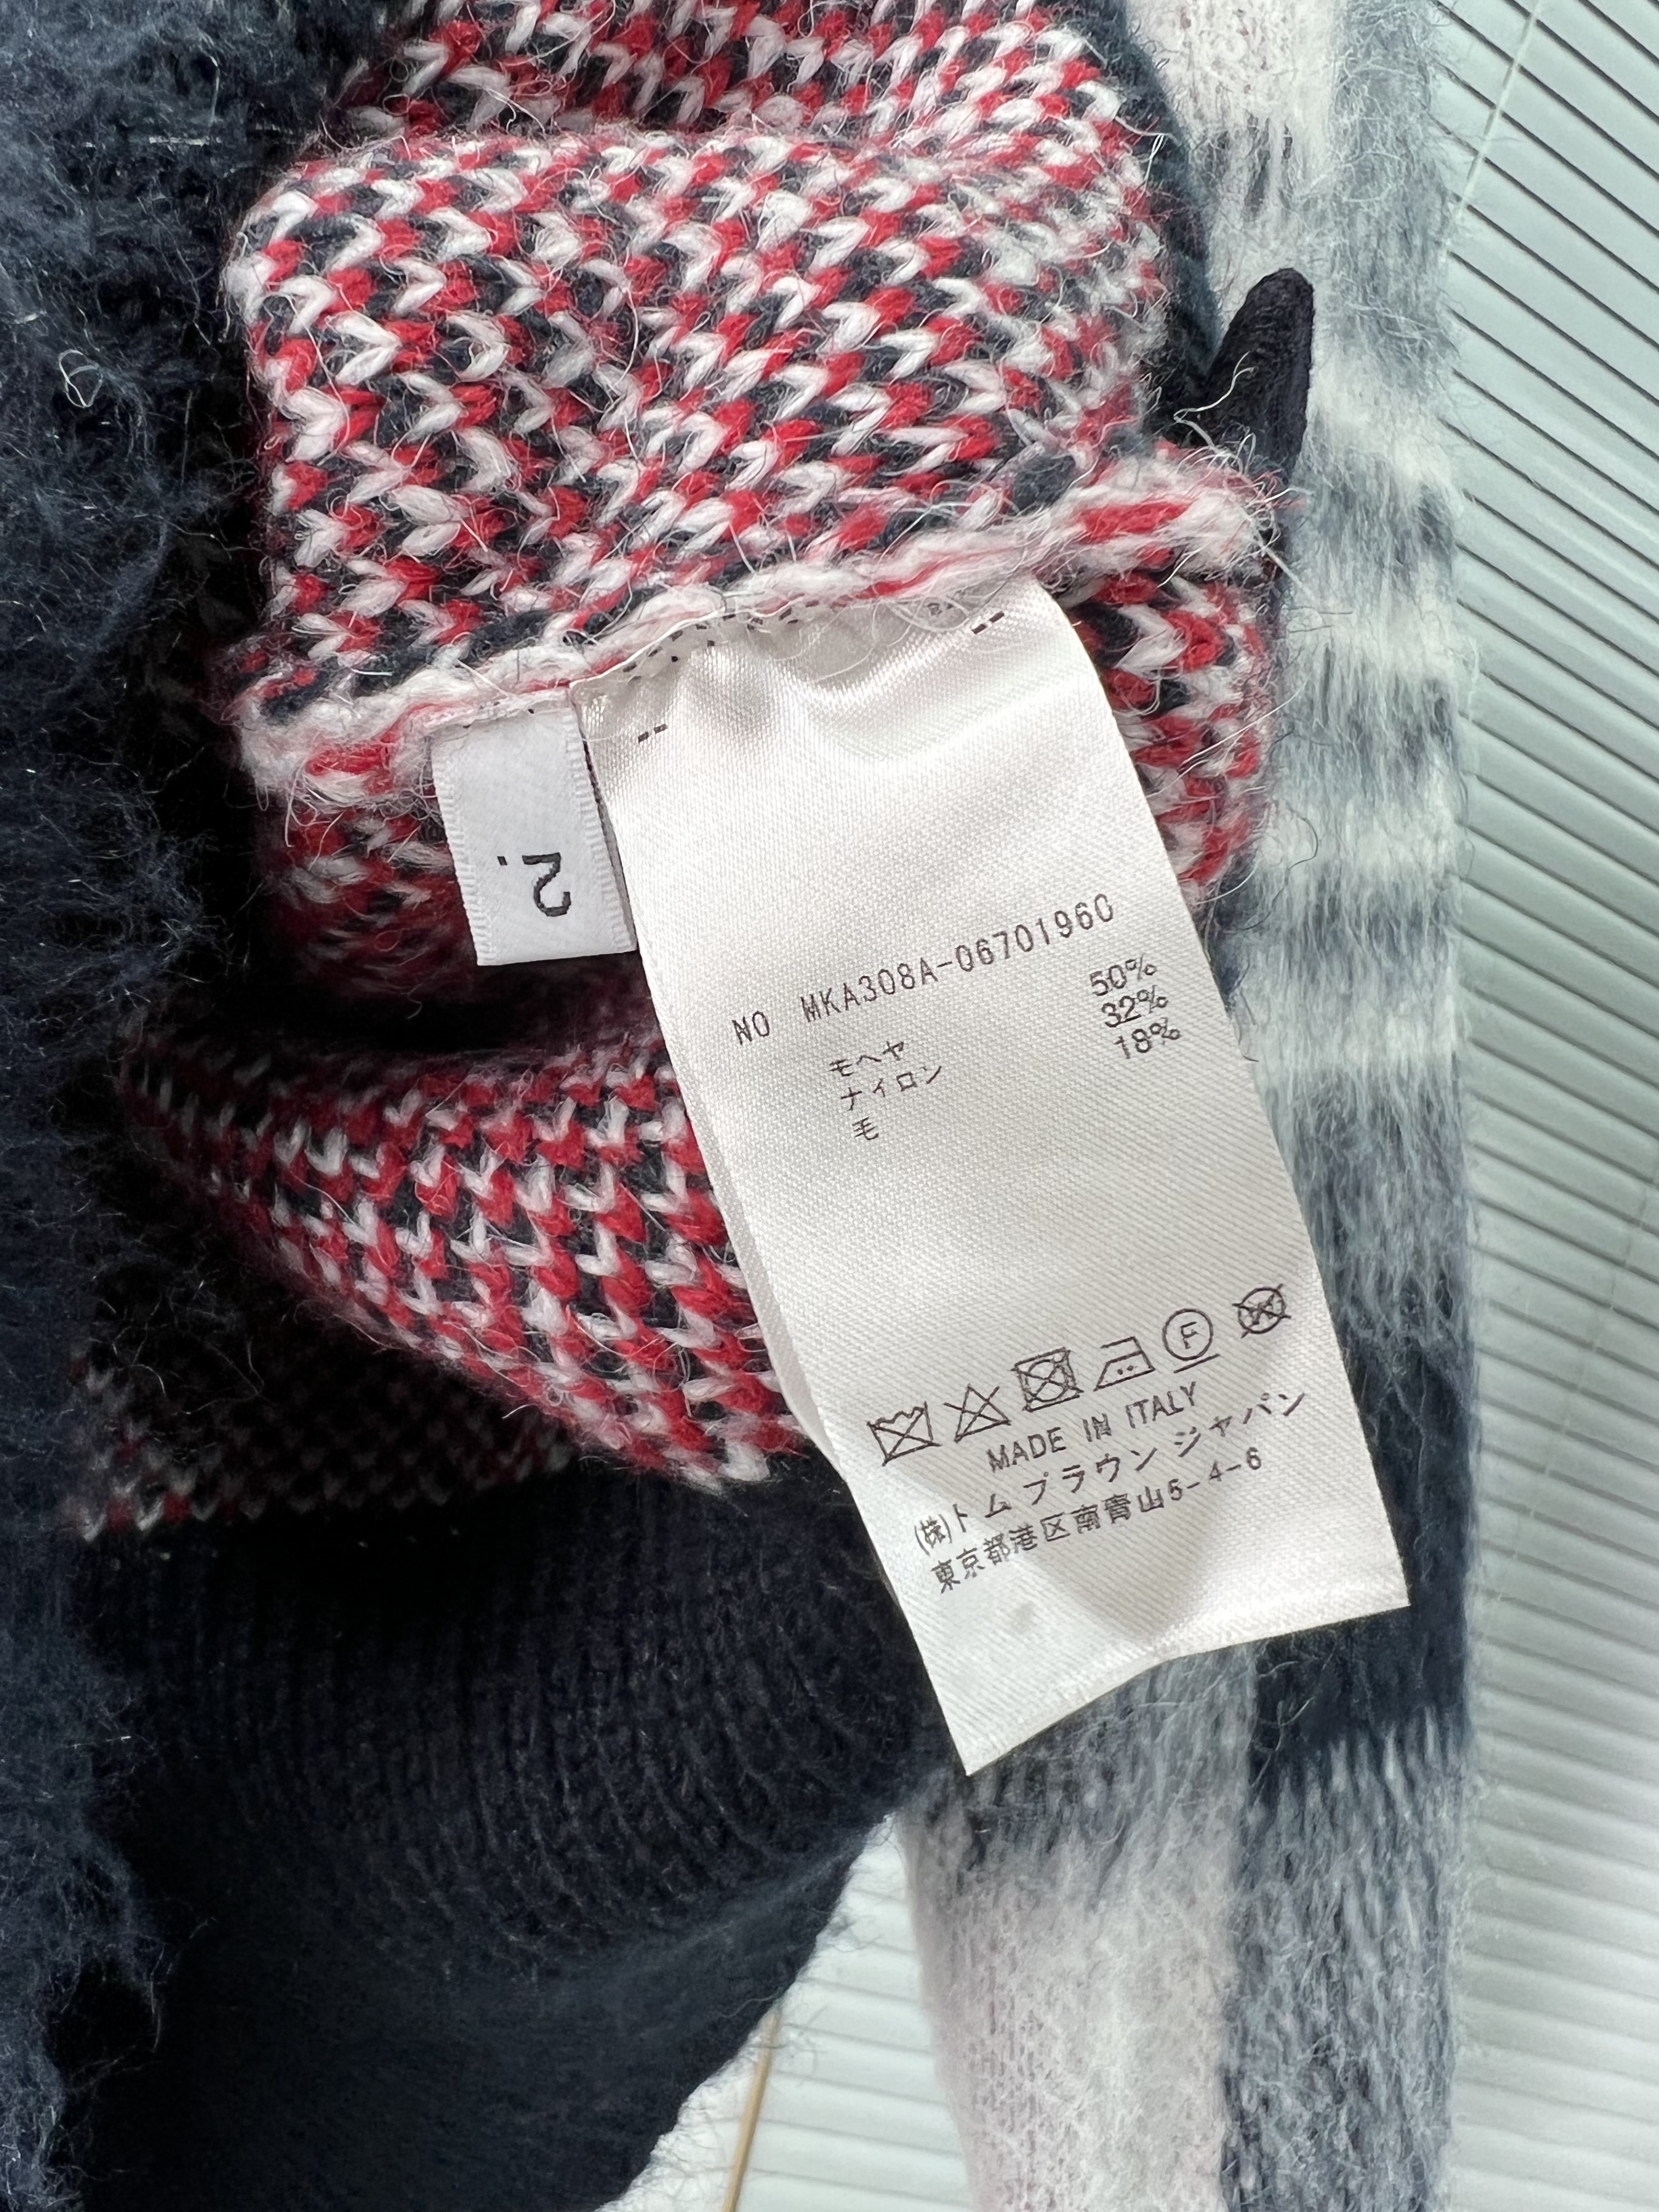 2.
NO MKA308A-06701960
モヘヤ 50%
ナイロン 32%
毛 18%
F W
MADE IN ITALY
(株)トム ブラウン ジャパン
東京都港区南青山5-4-6